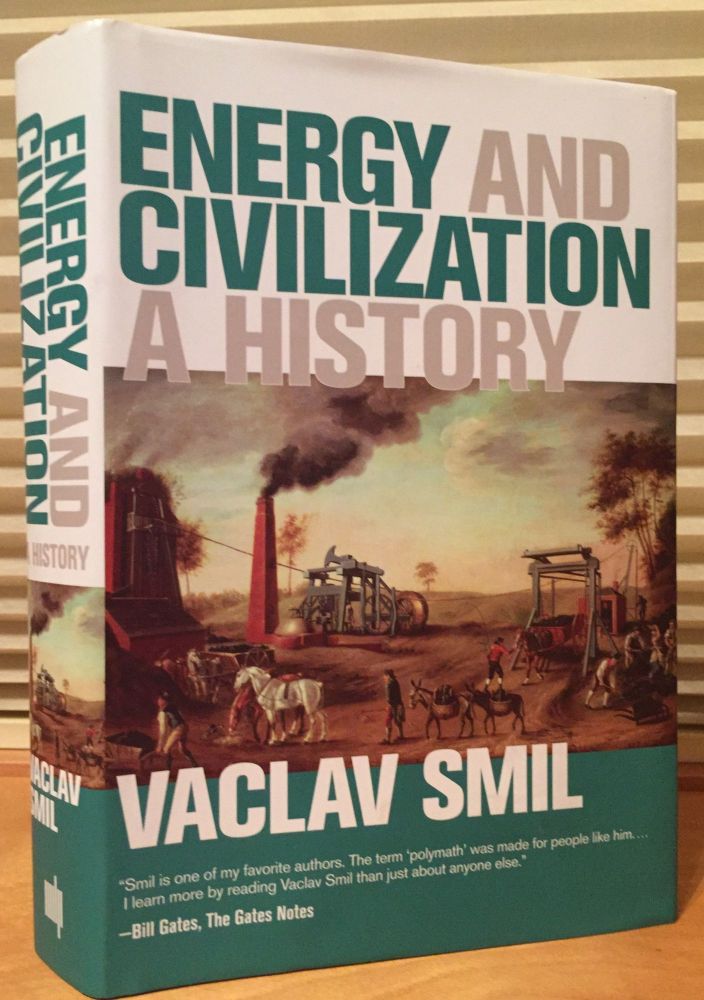 ENERGY AND
CIVILIZATION
A HISTORY
VACLAV SMIL
“Smil is one of my favorite authors. The term ‘polymath’ was made for people like him....
I learn more by reading Vaclav Smil than just about anyone else.”
—Bill Gates, The Gates Notes
ENERGY AND
CIVILIZATION
A HISTORY
VACLAV
SMIL